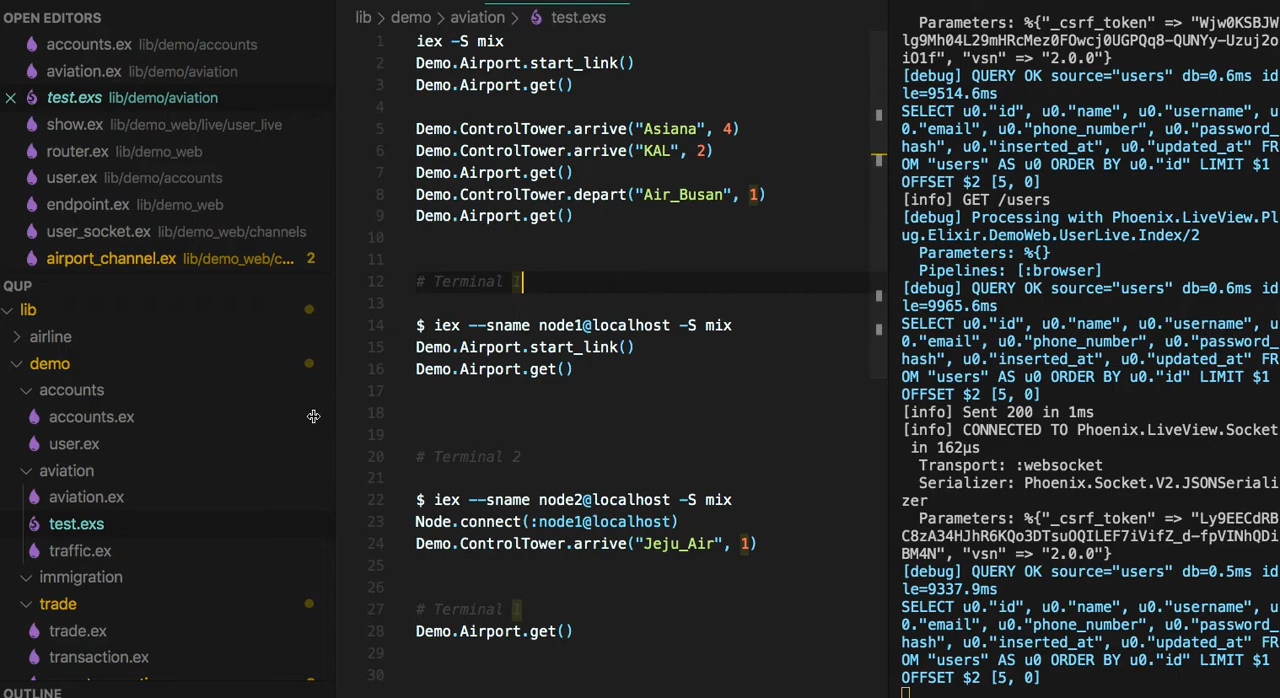 OPEN EDITORS
accounts.ex lib/demo/accounts
aviation.ex lib/demo/aviation
test.exs lib/demo/aviation
show.ex lib/demo_web/live/user_live
router.ex lib/demo_web
user.ex lib/demo/accounts
endpoint.ex lib/demo_web
user_socket.ex lib/demo_web/channels
airport_channel.ex lib/demo_web/c... 2
QUP
lib
airline
demo
accounts
accounts.ex
user.ex
aviation
aviation.ex
test.exs
traffic.ex
immigration
trade
trade.ex
transaction.ex
OUTLINE
lib > demo > aviation > test.exs
1 iex -S mix
2 Demo.Airport.start_link()
3 Demo.Airport.get()
4
5 Demo.ControlTower.arrive("Asiana", 4)
6 Demo.ControlTower.arrive("KAL", 2)
7 Demo.Airport.get()
8 Demo.ControlTower.depart("Air_Busan", 1)
9 Demo.Airport.get()
10
11
12 # Terminal 1
13
14 $ iex --sname node1@localhost -S mix
15 Demo.Airport.start_link()
16 Demo.Airport.get()
17
18
19
20 # Terminal 2
21
22 $ iex --sname node2@localhost -S mix
23 Node.connect(:node1@localhost)
24 Demo.ControlTower.arrive("Jeju_Air", 1)
25
26
27 # Terminal 1
28 Demo.Airport.get()
29
30
Parameters: %{"_csrf_token" => "Wjw0KSBJW
lg9Mh04L29mHRcMez0FOwcj0UGPQq8-QUNYy-Uzuj2o
iO1f", "vsn" => "2.0.0"}
[debug] QUERY OK source="users" db=0.6ms id
le=9514.6ms
SELECT u0."id", u0."name", u0."username", u
0."email", u0."phone_number", u0."password_
hash", u0."inserted_at", u0."updated_at" FR
OM "users" AS u0 ORDER BY u0."id" LIMIT $1
OFFSET $2 [5, 0]
[info] GET /users
[debug] Processing with Phoenix.LiveView.Pl
ug.Elixir.DemoWeb.UserLive.Index/2
Parameters: %{}
Pipelines: [:browser]
[debug] QUERY OK source="users" db=0.6ms id
le=9965.6ms
SELECT u0."id", u0."name", u0."username", u
0."email", u0."phone_number", u0."password_
hash", u0."inserted_at", u0."updated_at" FR
OM "users" AS u0 ORDER BY u0."id" LIMIT $1
OFFSET $2 [5, 0]
[info] Sent 200 in 1ms
[info] CONNECTED TO Phoenix.LiveView.Socket
in 162µs
Transport: :websocket
Serializer: Phoenix.Socket.V2.JSONSeriali
zer
Parameters: %{"_csrf_token" => "Ly9EECdRB
C8zA34HJhR6KQo3DTsuOQILEF7iVifZ_d-fpVINhQDi
BM4N", "vsn" => "2.0.0"}
[debug] QUERY OK source="users" db=0.5ms id
le=9337.9ms
SELECT u0."id", u0."name", u0."username", u
0."email", u0."phone_number", u0."password_
hash", u0."inserted_at", u0."updated_at" FR
OM "users" AS u0 ORDER BY u0."id" LIMIT $1
OFFSET $2 [5, 0]